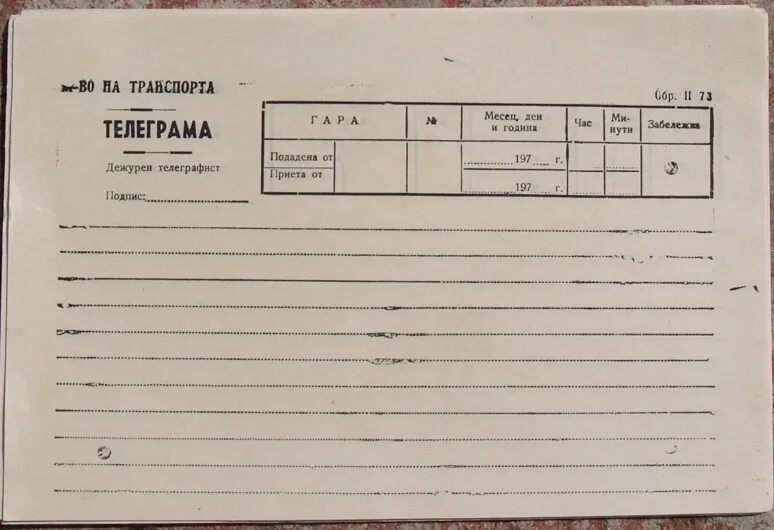 м-ВО НА ТРАНСПОРТА
Обр. II 73
ТЕЛЕГРАМА
Дежурен телеграфист
Подпис:
ГАРА № Месец, ден и година Час Ми-нути Забележка
Подадена от 197 г.
Приета от 197 г.